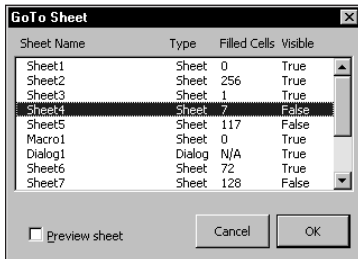 GoTo Sheet
Sheet Name Type Filled Cells Visible
Sheet1 Sheet 0 True
Sheet2 Sheet 256 True
Sheet3 Sheet 1 True
Sheet4 Sheet 7 False
Sheet5 Sheet 117 False
Macro1 Sheet 0 True
Dialog1 Dialog N/A True
Sheet6 Sheet 72 True
Sheet7 Sheet 128 False
Preview sheet Cancel OK